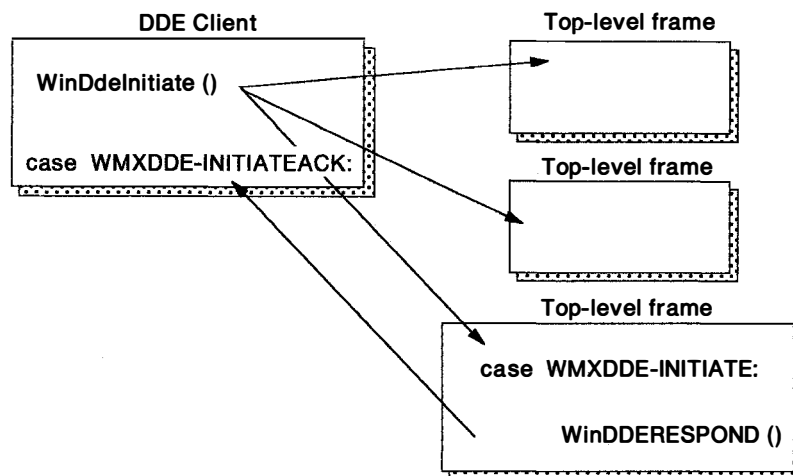 DDE Client
WinDdeInitiate ()
case WMXDDE-INITIATEACK:
Top-level frame
Top-level frame
Top-level frame
case WMXDDE-INITIATE:
WinDDERESPOND ()